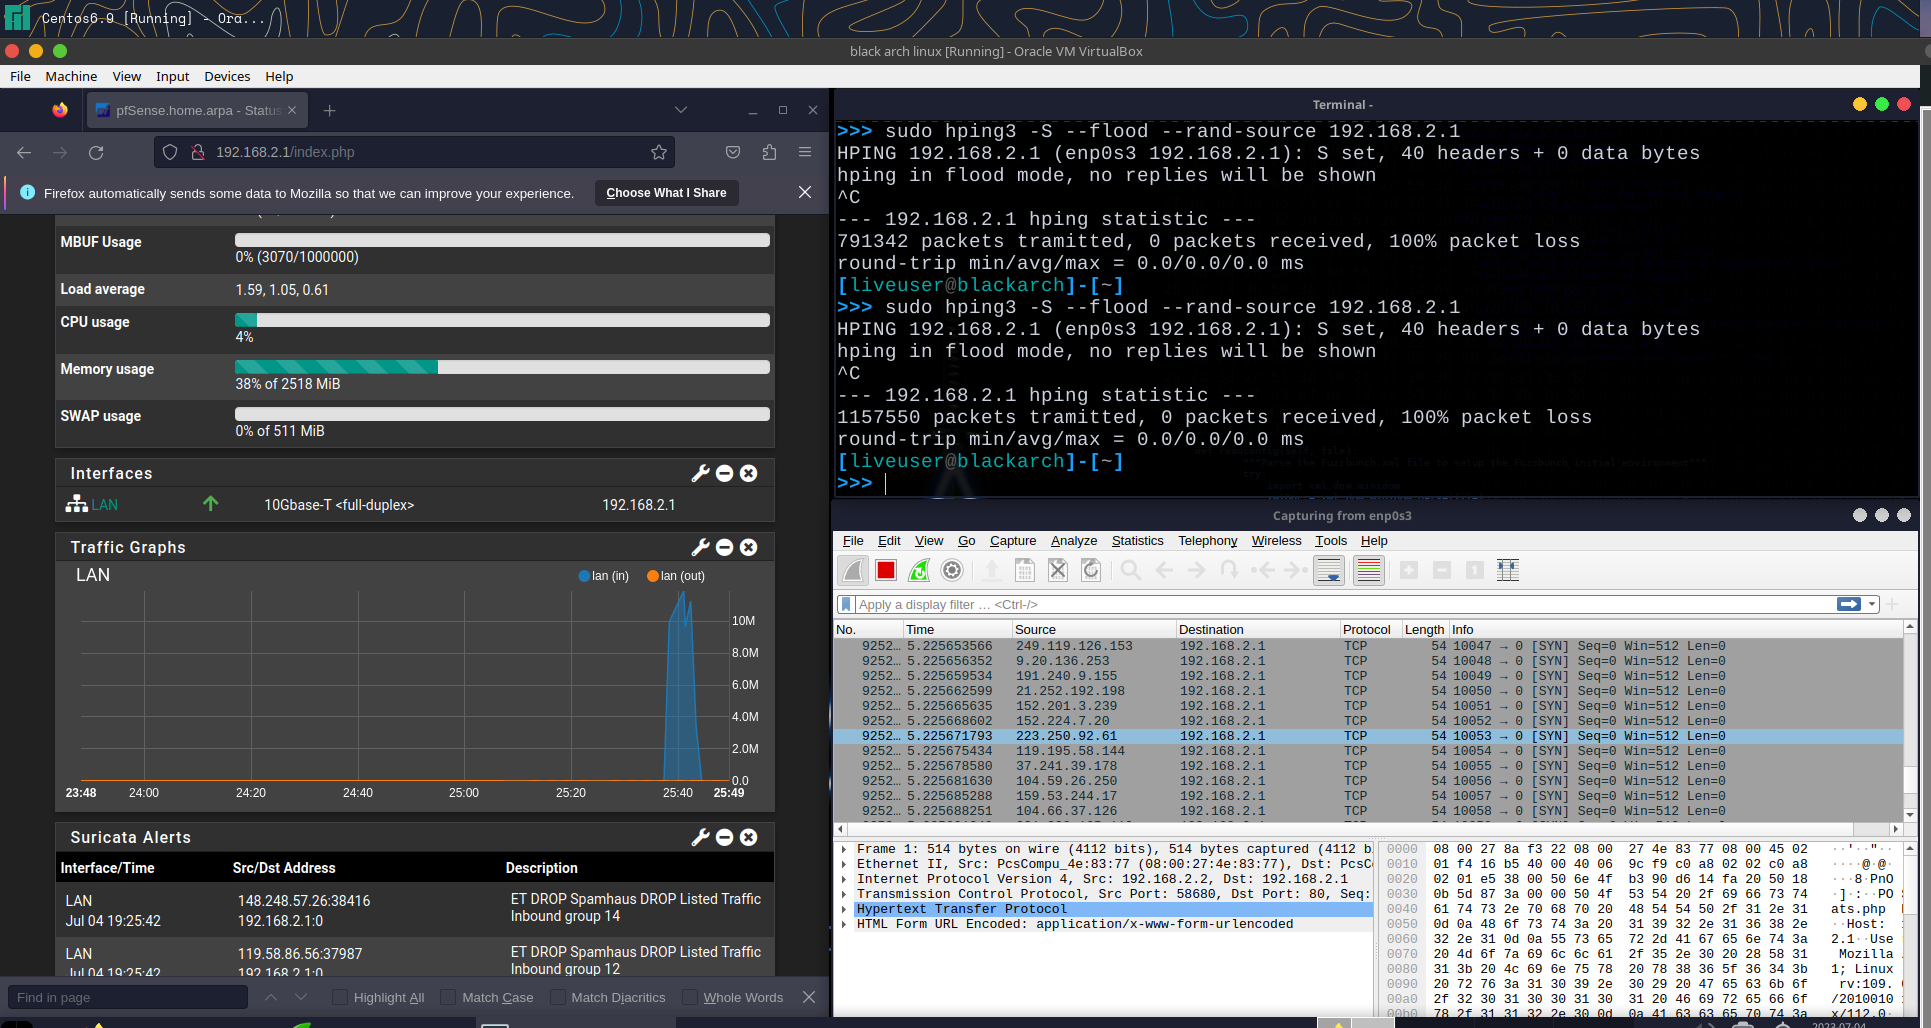 Centos6.9 [Running] - Ora...
black arch linux [Running] - Oracle VM VirtualBox
File Machine View Input Devices Help
pfSense.home.arpa - Status
192.168.2.1/index.php
Firefox automatically sends some data to Mozilla so that we can improve your experience. Choose What I Share
MBUF Usage
0% (3070/1000000)
Load average 1.59, 1.05, 0.61
CPU usage
4%
Memory usage
38% of 2518 MiB
SWAP usage
0% of 511 MiB
Interfaces
LAN 10Gbase-T <full-duplex> 192.168.2.1
Traffic Graphs
LAN lan (in) lan (out)
10M
8.0M
6.0M
4.0M
2.0M
0.0
23:48 24:00 24:20 24:40 25:00 25:20 25:40 25:49
Suricata Alerts
Interface/Time Src/Dst Address Description
LAN 148.248.57.26:38416 ET DROP Spamhaus DROP Listed Traffic
Jul 04 19:25:42 192.168.2.1:0 Inbound group 14
LAN 119.58.86.56:37987 ET DROP Spamhaus DROP Listed Traffic
Jul 04 19:25:42 192.168.2.1:0 Inbound group 12
Find in page Highlight All Match Case Match Diacritics Whole Words
Terminal -
>>> sudo hping3 -S --flood --rand-source 192.168.2.1
HPING 192.168.2.1 (enp0s3 192.168.2.1): S set, 40 headers + 0 data bytes
hping in flood mode, no replies will be shown
^C
--- 192.168.2.1 hping statistic ---
791342 packets tramitted, 0 packets received, 100% packet loss
round-trip min/avg/max = 0.0/0.0/0.0 ms
[liveuser@blackarch]-[~]
>>> sudo hping3 -S --flood --rand-source 192.168.2.1
HPING 192.168.2.1 (enp0s3 192.168.2.1): S set, 40 headers + 0 data bytes
hping in flood mode, no replies will be shown
^C
--- 192.168.2.1 hping statistic ---
1157550 packets tramitted, 0 packets received, 100% packet loss
round-trip min/avg/max = 0.0/0.0/0.0 ms
[liveuser@blackarch]-[~]
>>>
Capturing from enp0s3
File Edit View Go Capture Analyze Statistics Telephony Wireless Tools Help
Apply a display filter … <Ctrl-/>
No. Time Source Destination Protocol Length Info
9252… 5.225653566 249.119.126.153 192.168.2.1 TCP 54 10047 → 0 [SYN] Seq=0 Win=512 Len=0
9252… 5.225656352 9.20.136.253 192.168.2.1 TCP 54 10048 → 0 [SYN] Seq=0 Win=512 Len=0
9252… 5.225659534 191.240.9.155 192.168.2.1 TCP 54 10049 → 0 [SYN] Seq=0 Win=512 Len=0
9252… 5.225662599 21.252.192.198 192.168.2.1 TCP 54 10050 → 0 [SYN] Seq=0 Win=512 Len=0
9252… 5.225665635 152.201.3.239 192.168.2.1 TCP 54 10051 → 0 [SYN] Seq=0 Win=512 Len=0
9252… 5.225668602 152.224.7.20 192.168.2.1 TCP 54 10052 → 0 [SYN] Seq=0 Win=512 Len=0
9252… 5.225671793 223.250.92.61 192.168.2.1 TCP 54 10053 → 0 [SYN] Seq=0 Win=512 Len=0
9252… 5.225675434 119.195.58.144 192.168.2.1 TCP 54 10054 → 0 [SYN] Seq=0 Win=512 Len=0
9252… 5.225678580 37.241.39.178 192.168.2.1 TCP 54 10055 → 0 [SYN] Seq=0 Win=512 Len=0
9252… 5.225681630 104.59.26.250 192.168.2.1 TCP 54 10056 → 0 [SYN] Seq=0 Win=512 Len=0
9252… 5.225685288 159.53.244.17 192.168.2.1 TCP 54 10057 → 0 [SYN] Seq=0 Win=512 Len=0
9252… 5.225688251 104.66.37.126 192.168.2.1 TCP 54 10058 → 0 [SYN] Seq=0 Win=512 Len=0
Frame 1: 514 bytes on wire (4112 bits), 514 bytes captured (4112 b
Ethernet II, Src: PcsCompu_4e:83:77 (08:00:27:4e:83:77), Dst: PcsC
Internet Protocol Version 4, Src: 192.168.2.2, Dst: 192.168.2.1
Transmission Control Protocol, Src Port: 58680, Dst Port: 80, Seq:
Hypertext Transfer Protocol
HTML Form URL Encoded: application/x-www-form-urlencoded
0000 08 00 27 8a f3 22 08 00 27 4e 83 77 08 00 45 02 ··'··"··
0010 01 f4 16 b5 40 00 40 06 9c f9 c0 a8 02 02 c0 a8 ····@·@·
0020 02 01 e5 38 00 50 6e 4f b3 90 d6 14 fa 20 50 18 ···8·PnO
0030 0b 5d 87 3a 00 00 50 4f 53 54 20 2f 69 66 73 74 ·]·:··PO
0040 61 74 73 2e 70 68 70 20 48 54 54 50 2f 31 2e 31 ats.php
0050 0d 0a 48 6f 73 74 3a 20 31 39 32 2e 31 36 38 2e ··Host:
0060 32 2e 31 0d 0a 55 73 65 72 2d 41 67 65 6e 74 3a 2.1··Use
0070 20 4d 6f 7a 69 6c 6c 61 2f 35 2e 30 20 28 58 31 Mozilla
0080 31 3b 20 4c 69 6e 75 78 20 78 38 36 5f 36 34 3b 1; Linux
0090 20 72 76 3a 31 30 39 2e 30 29 20 47 65 63 6b 6f rv:109.
00a0 2f 32 30 31 30 30 31 30 31 20 46 69 72 65 66 6f /2010010
00b0 78 2f 31 31 32 2e 30 0d 0a 41 63 63 65 70 74 3a x/112.0·
2023-07-04